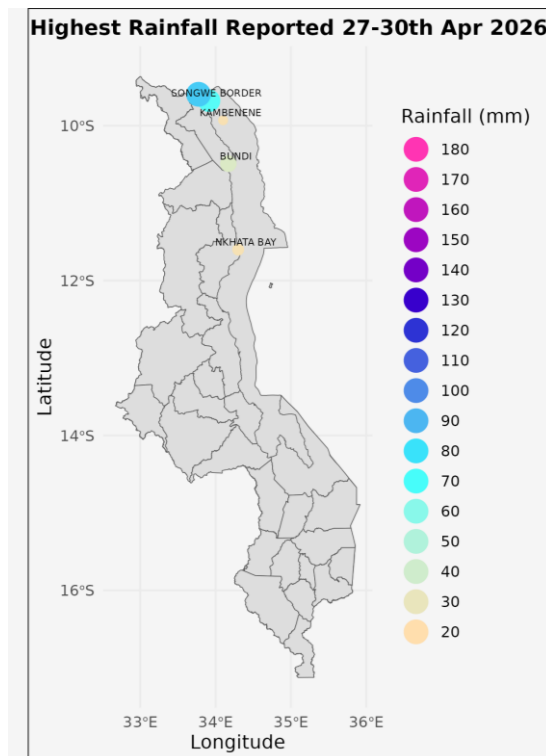 Highest Rainfall Reported 27-30th Apr 2026
SONGWE BORDER
KAMBENENE
BUNDI
NKHATA BAY
10°S
12°S
14°S
16°S
Latitude
33°E 34°E 35°E 36°E
Longitude
Rainfall (mm)
180
170
160
150
140
130
120
110
100
90
80
70
60
50
40
30
20